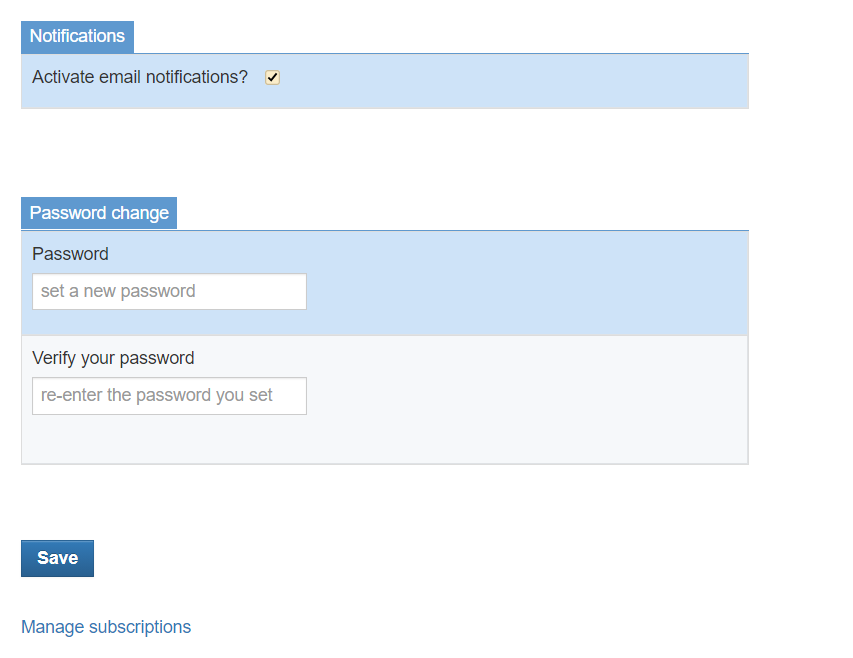 Notifications
Activate email notifications?
Password change
Password
set a new password
Verify your password
re-enter the password you set
Save
Manage subscriptions